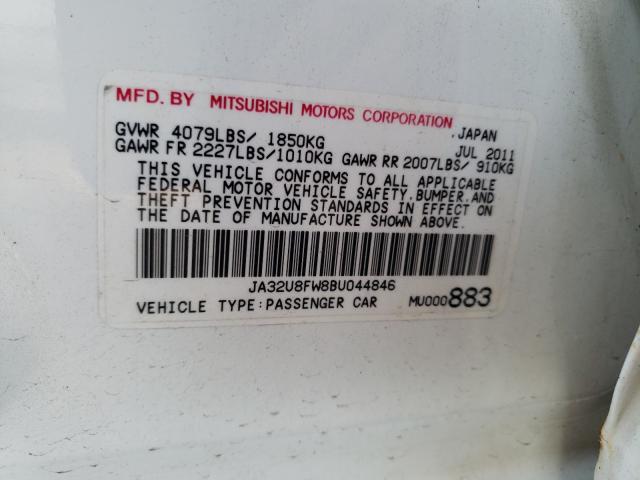 MFD. BY MITSUBISHI MOTORS CORPORATION
JAPAN
GVWR 4079LBS/ 1850KG JUL 2011
GAWR FR 2227LBS/1010KG GAWR RR 2007LBS/ 910KG
THIS VEHICLE CONFORMS TO ALL APPLICABLE
FEDERAL MOTOR VEHICLE SAFETY,BUMPER,AND
THEFT PREVENTION STANDARDS IN EFFECT ON
THE DATE OF MANUFACTURE SHOWN ABOVE.
JA32U8FW8BU044846
VEHICLE TYPE:PASSENGER CAR MU000883